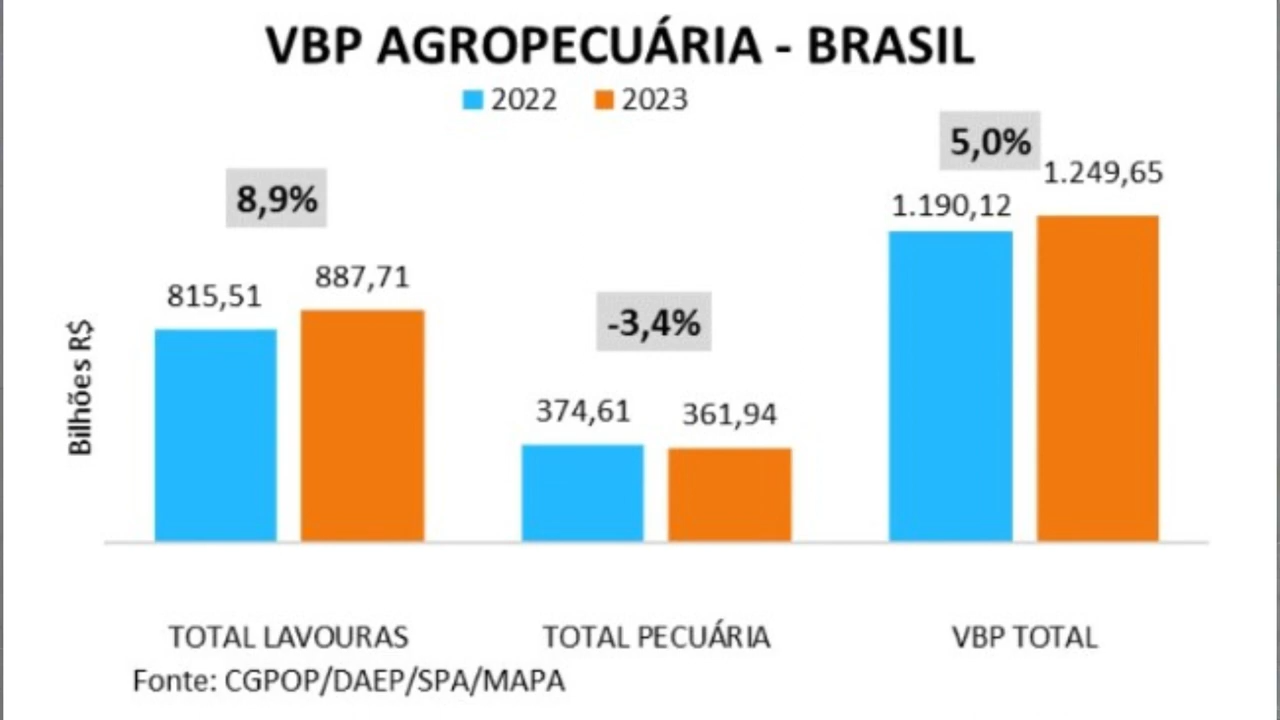 VBP AGROPECUÁRIA - BRASIL
2022 2023
5,0%
8,9%
1.249,65
1.190,12
887,71
815,51
-3,4%
374,61 361,94
Bilhões R$
TOTAL LAVOURAS TOTAL PECUÁRIA VBP TOTAL
Fonte: CGPOP/DAEP/SPA/MAPA